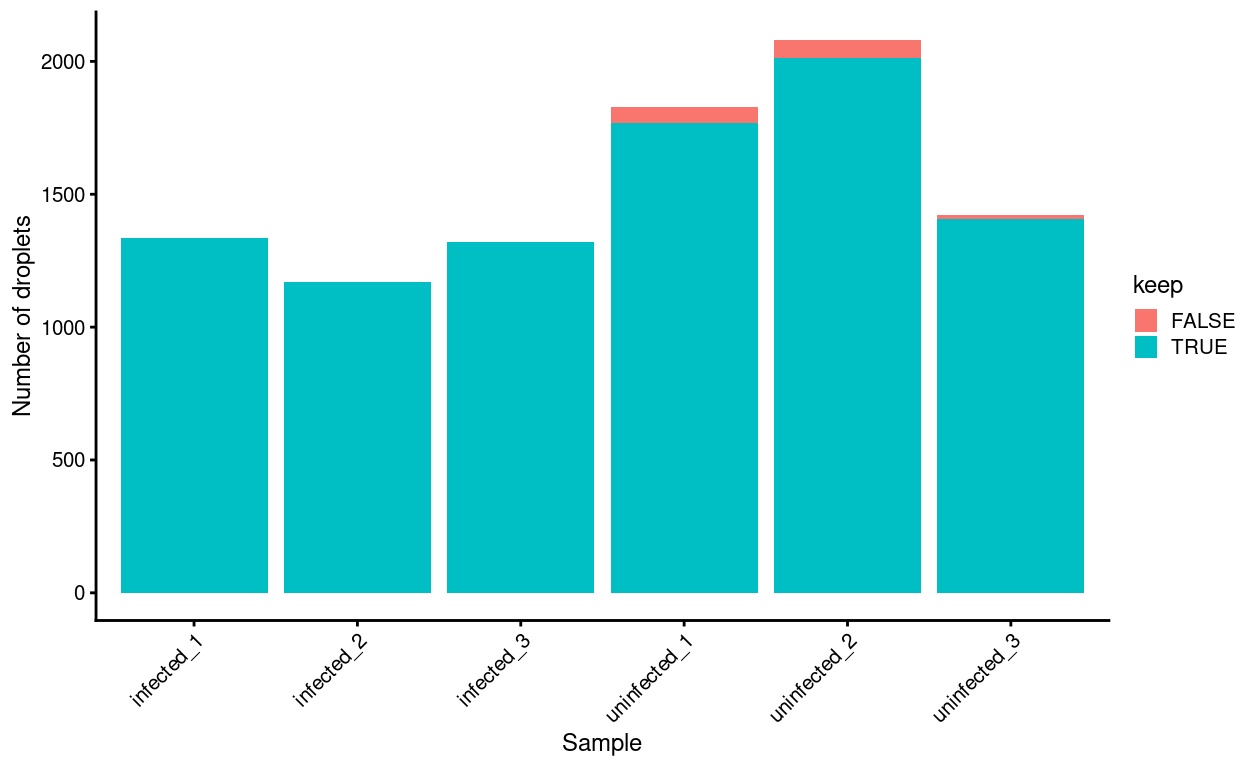 2000
1500
1000
500
0
Number of droplets
infected_1
infected_2
infected_3
uninfected_1
uninfected_2
uninfected_3
Sample
keep
FALSE
TRUE